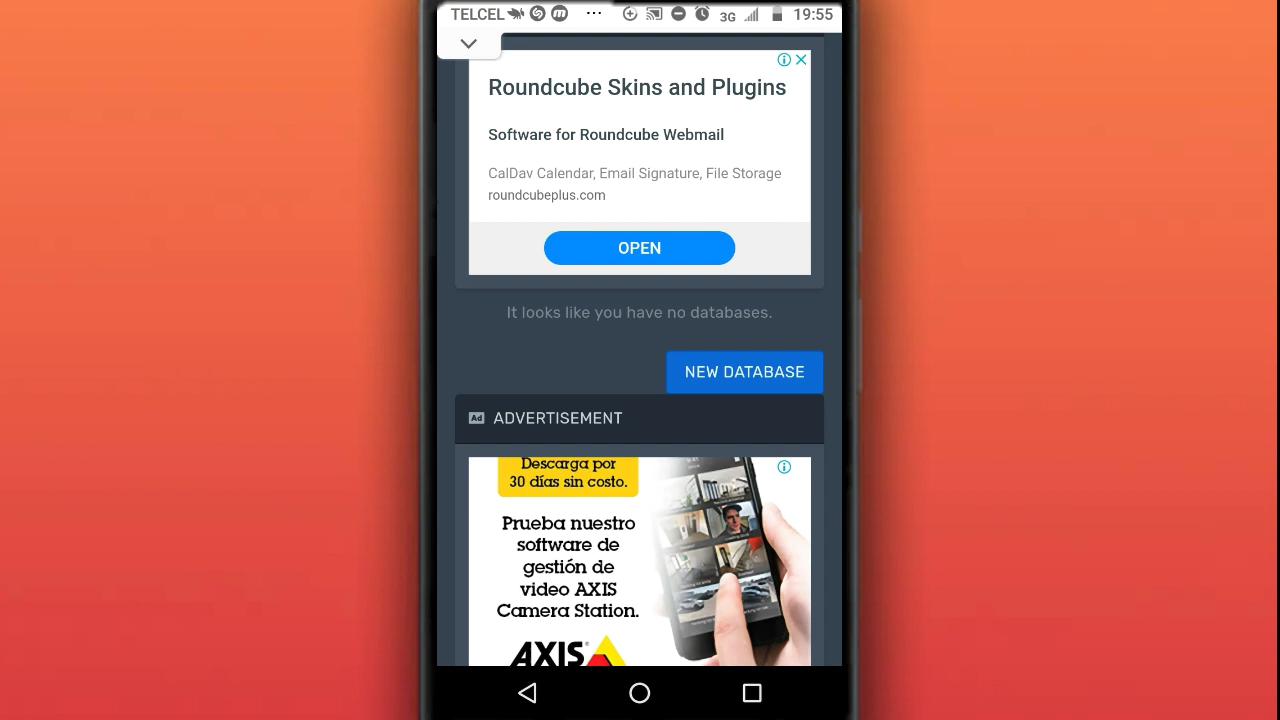 TELCEL ... 3G 19:55
Roundcube Skins and Plugins
Software for Roundcube Webmail
CalDav Calendar, Email Signature, File Storage
roundcubeplus.com
OPEN
It looks like you have no databases.
NEW DATABASE
Ad ADVERTISEMENT
Descarga por
30 días sin costo.
Prueba nuestro
software de
gestión de
video AXIS
Camera Station.
AXIS